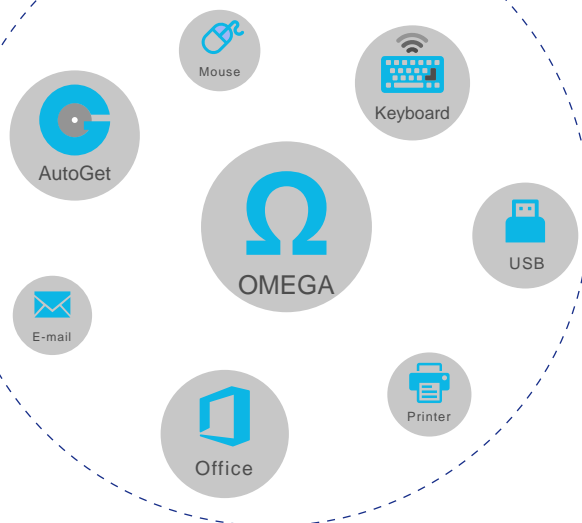 Mouse
Keyboard
AutoGet
Ω
OMEGA
USB
E-mail
Printer
Office